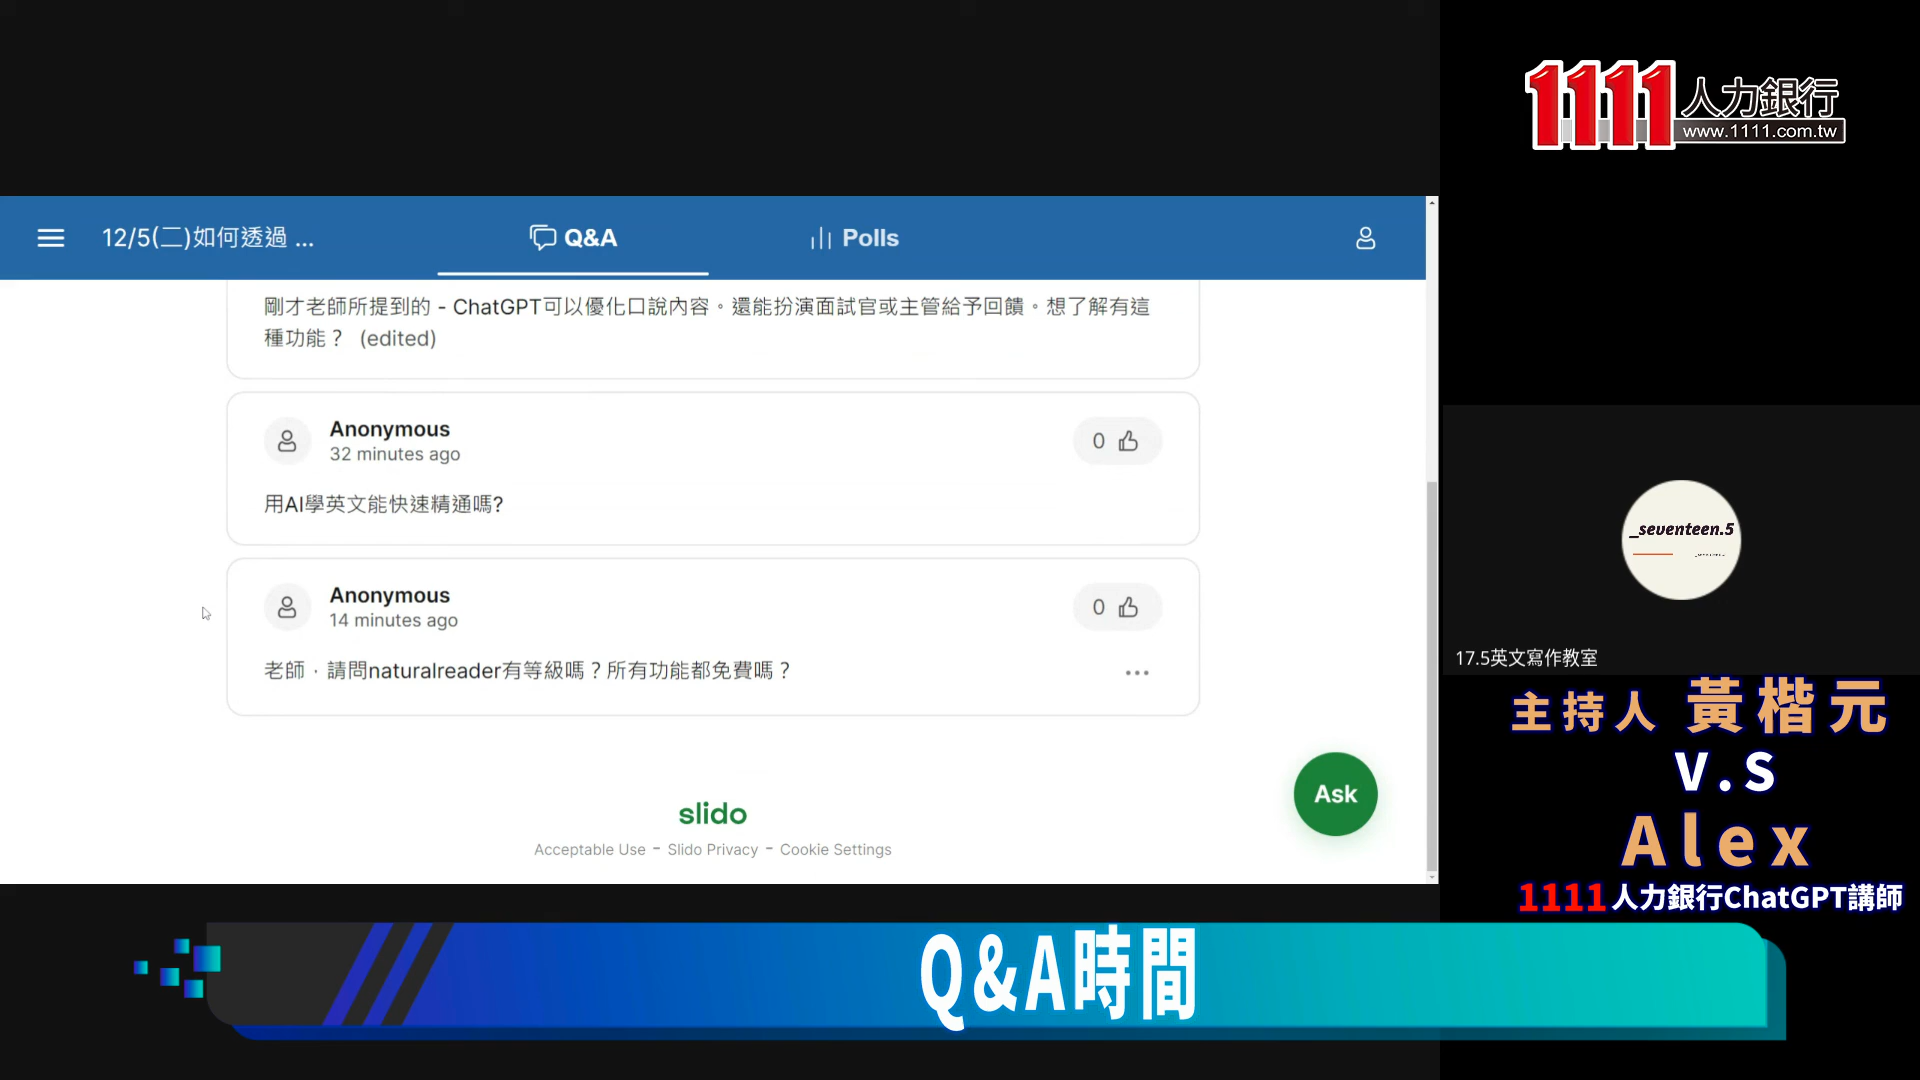 12/5(二)如何透過 ...
Q&A
Polls
剛才老師所提到的 - ChatGPT可以優化口說內容。還能扮演面試官或主管給予回饋。想了解有這
種功能？ (edited)
Anonymous
32 minutes ago
0
用AI學英文能快速精通嗎?
Anonymous
14 minutes ago
0
老師，請問naturalreader有等級嗎？所有功能都免費嗎？
Ask
slido
Acceptable Use - Slido Privacy - Cookie Settings
1111人力銀行
www.1111.com.tw
_seventeen.5
17.5英文寫作教室
主持人 黃楷元
V.S
Alex
1111人力銀行ChatGPT講師
Q&A時間